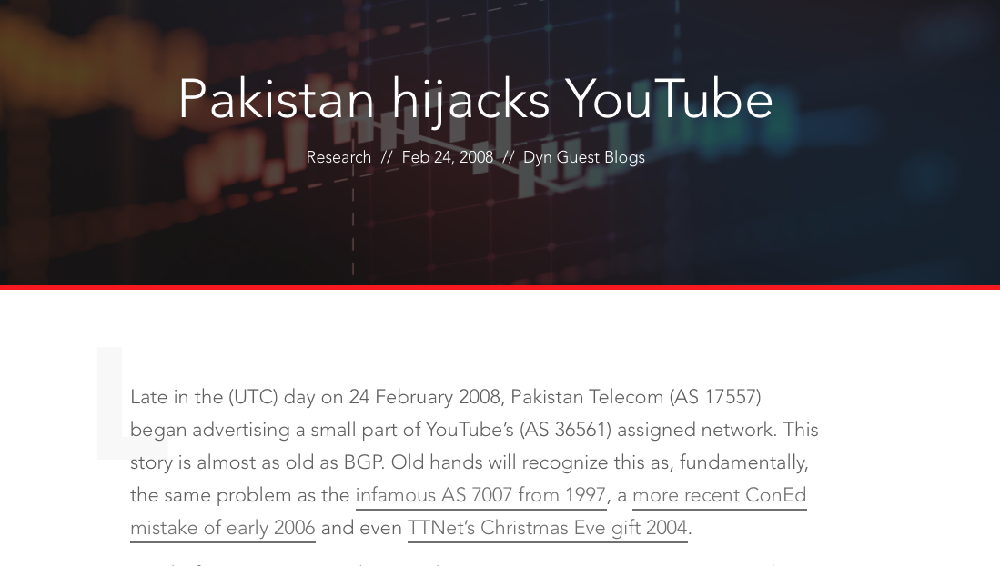 Pakistan hijacks YouTube
Research // Feb 24, 2008 // Dyn Guest Blogs
L
Late in the (UTC) day on 24 February 2008, Pakistan Telecom (AS 17557)
began advertising a small part of YouTube’s (AS 36561) assigned network. This
story is almost as old as BGP. Old hands will recognize this as, fundamentally,
the same problem as the infamous AS 7007 from 1997, a more recent ConEd
mistake of early 2006 and even TTNet’s Christmas Eve gift 2004.